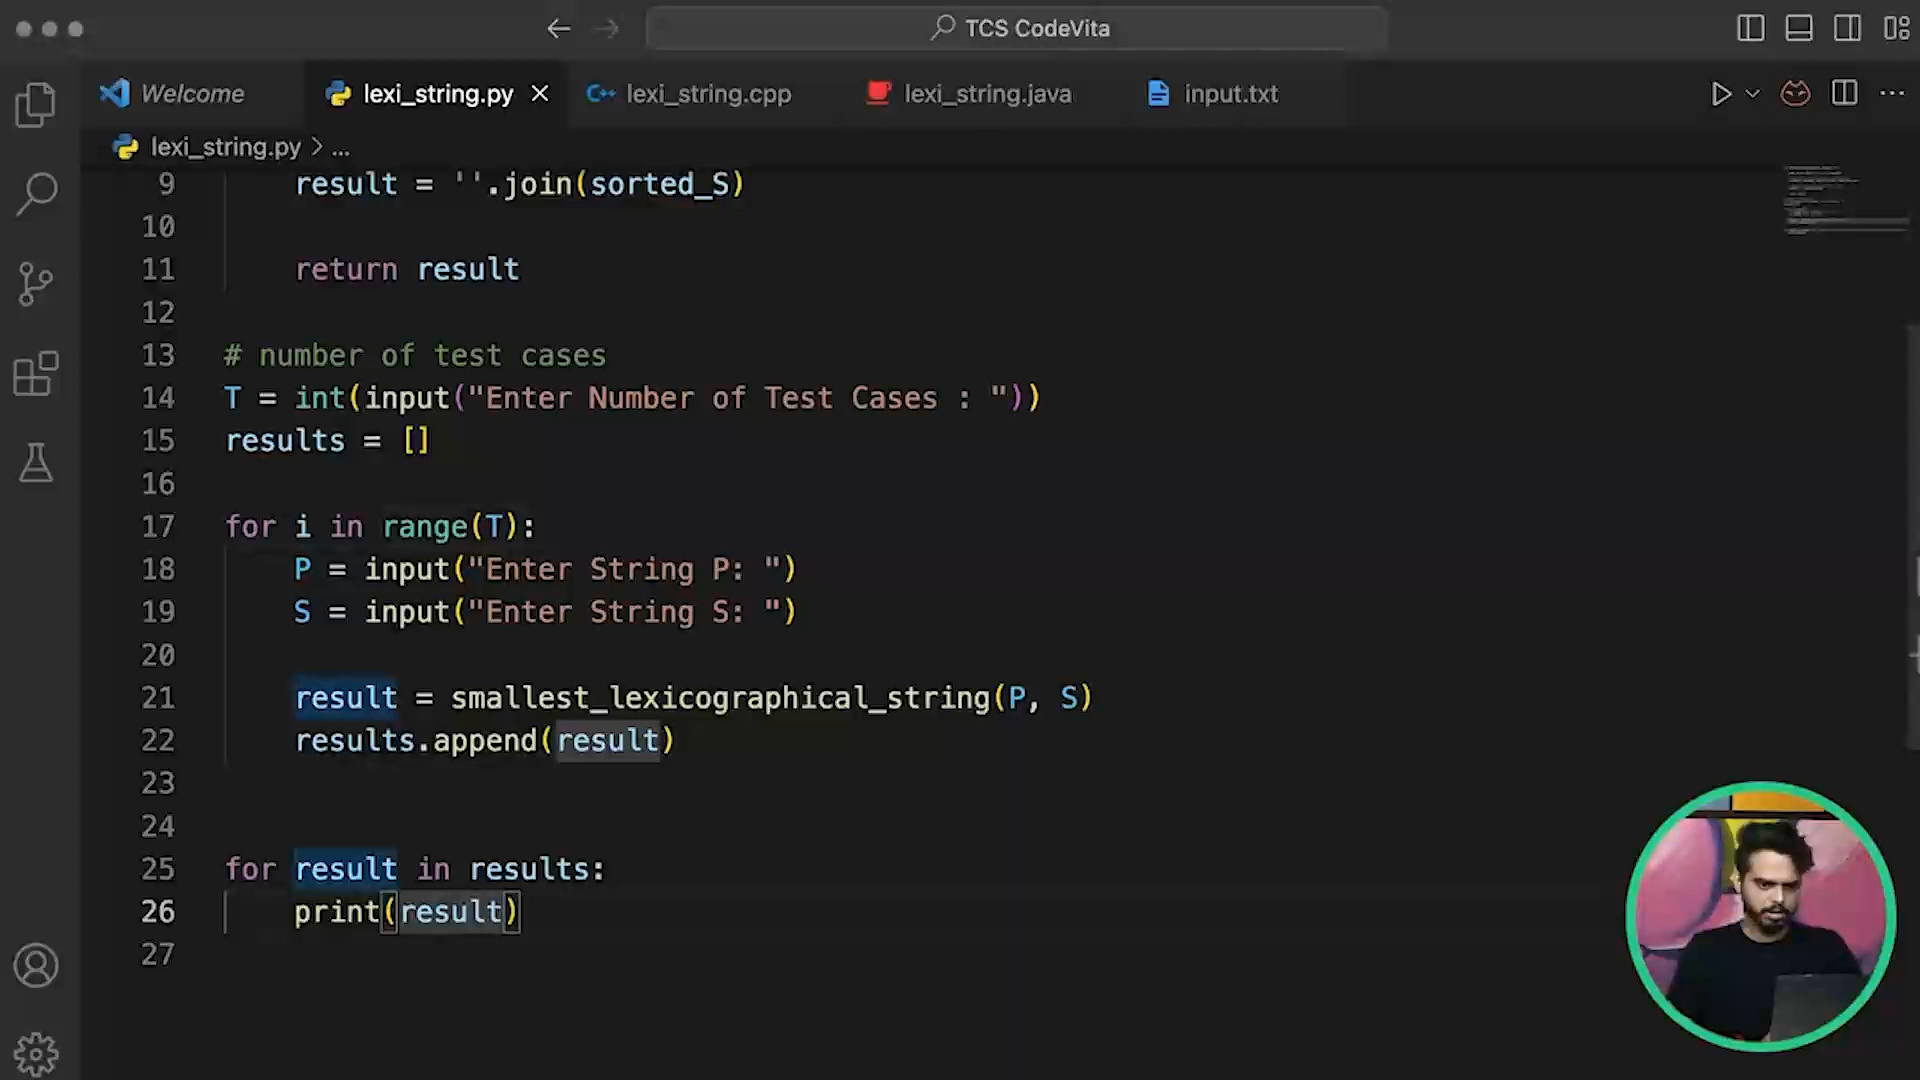 TCS CodeVita
Welcome
lexi_string.py
lexi_string.cpp
lexi_string.java
input.txt
lexi_string.py > ...
9 result = ''.join(sorted_S)
10
11 return result
12
13 # number of test cases
14 T = int(input("Enter Number of Test Cases : "))
15 results = []
16
17 for i in range(T):
18 P = input("Enter String P: ")
19 S = input("Enter String S: ")
20
21 result = smallest_lexicographical_string(P, S)
22 results.append(result)
23
24
25 for result in results:
26 print(result)
27